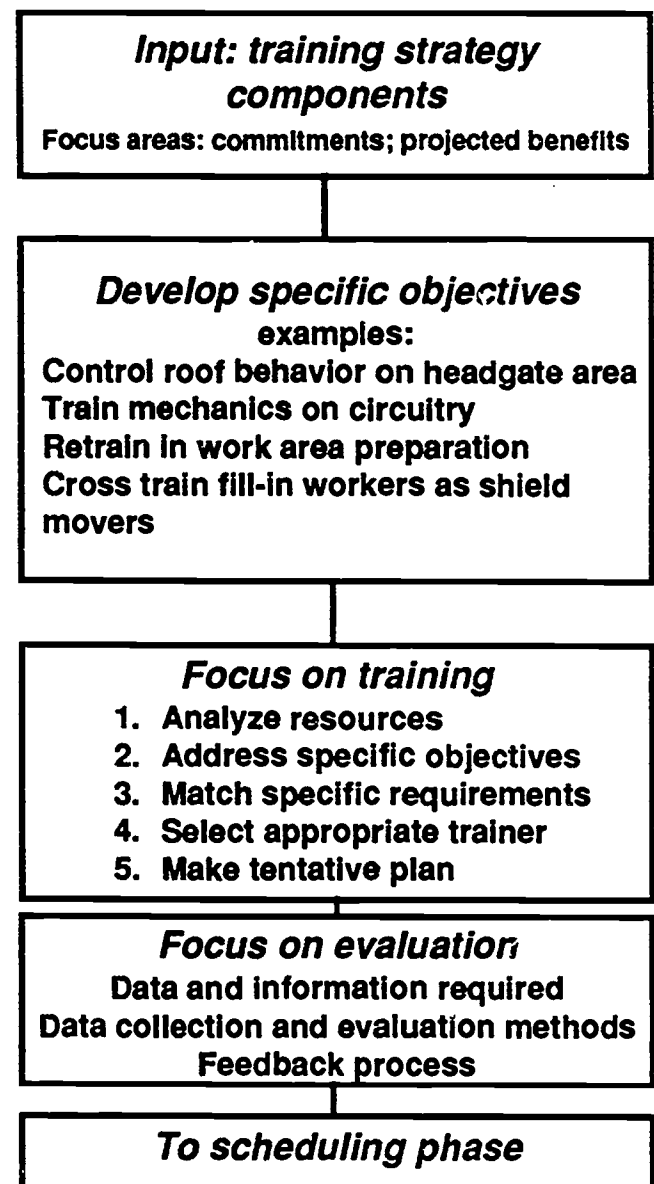 Input: training strategy
components
Focus areas: commitments; projected benefits
Develop specific objectives
examples:
Control roof behavior on headgate area
Train mechanics on circuitry
Retrain in work area preparation
Cross train fill-in workers as shield
movers
Focus on training
1. Analyze resources
2. Address specific objectives
3. Match specific requirements
4. Select appropriate trainer
5. Make tentative plan
Focus on evaluation
Data and information required
Data collection and evaluation methods
Feedback process
To scheduling phase